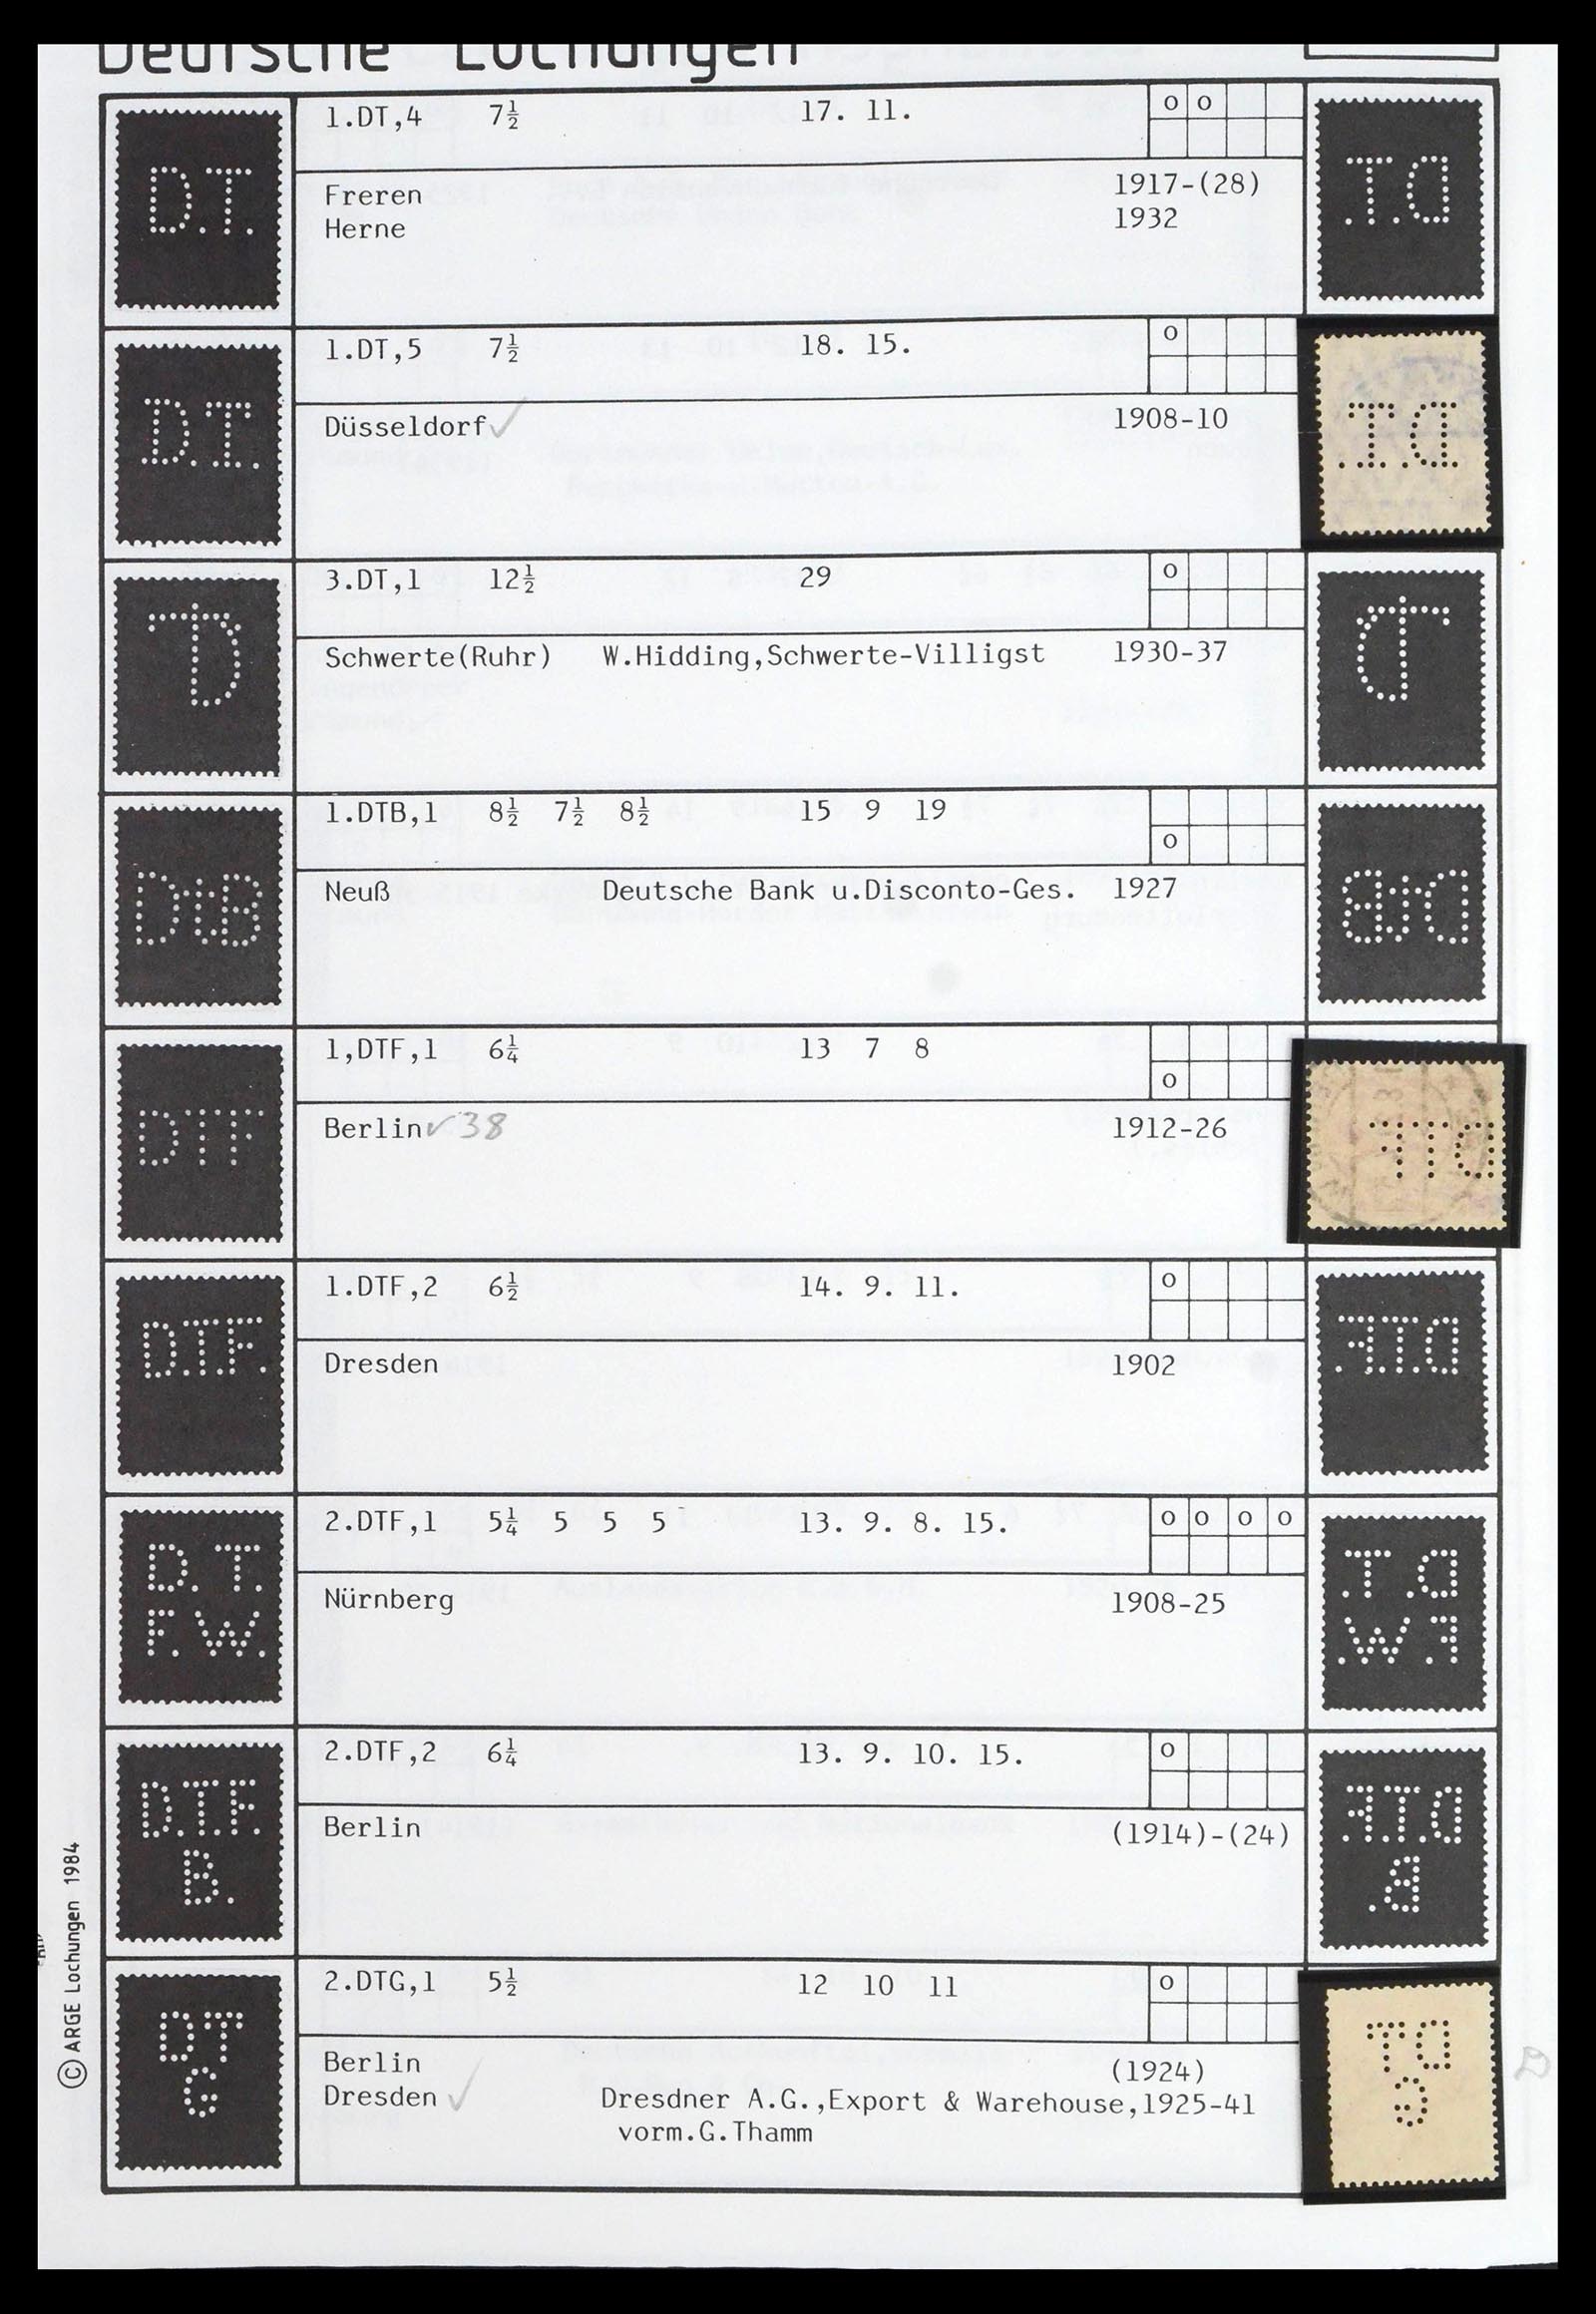 Deutsche Lochungen
D.T.
1.DT,4 7½ 17. 11. o o
Freren 1917-(28)
Herne 1932
D.T.
1.DT,5 7½ 18. 15. o
Düsseldorf✓ 1908-10
3.DT,1 12½ 29 o
Schwerte(Ruhr) W.Hidding,Schwerte-Villigst 1930-37
DtB
1.DTB,1 8½ 7½ 8½ 15 9 19 o
Neuß Deutsche Bank u.Disconto-Ges. 1927
DTF
1,DTF,1 6¼ 13 7 8 o
Berlin✓38 1912-26
D.T.F.
1.DTF,2 6½ 14. 9. 11. o
Dresden 1902
D.T.
F.W.
2.DTF,1 5¼ 5 5 5 13. 9. 8. 15. o o o o
Nürnberg 1908-25
D.T.F.
B.
2.DTF,2 6¼ 13. 9. 10. 15. o
Berlin (1914)-(24)
DT
G
2.DTG,1 5½ 12 10 11 o
Berlin (1924)
Dresden ✓ Dresdner A.G.,Export & Warehouse,1925-41
vorm.G.Thamm
© ARGE Lochungen 1984